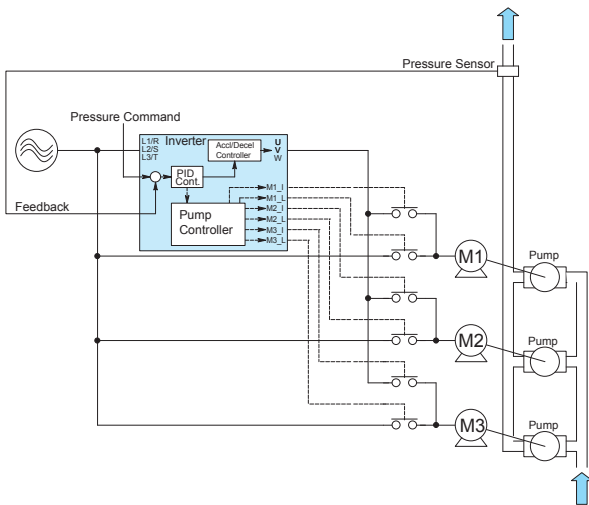 Pressure Sensor
Pressure Command
L1/R
L2/S
L3/T
Inverter
Accl/Decel
Controller
U
V
W
PID
Cont.
Feedback
Pump
Controller
M1_I
M1_L
M2_I
M2_L
M3_I
M3_L
M1
Pump
M2
Pump
M3
Pump